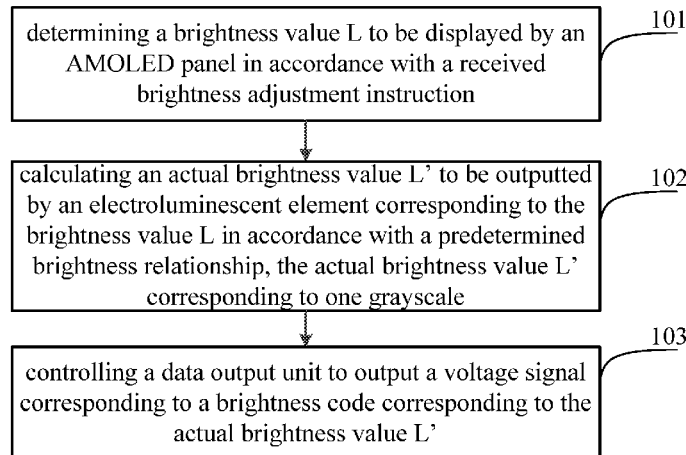 determining a brightness value L to be displayed by an
AMOLED panel in accordance with a received
brightness adjustment instruction
101
calculating an actual brightness value L’ to be outputted
by an electroluminescent element corresponding to the
brightness value L in accordance with a predetermined
brightness relationship, the actual brightness value L’
corresponding to one grayscale
102
controlling a data output unit to output a voltage signal
corresponding to a brightness code corresponding to the
actual brightness value L’
103